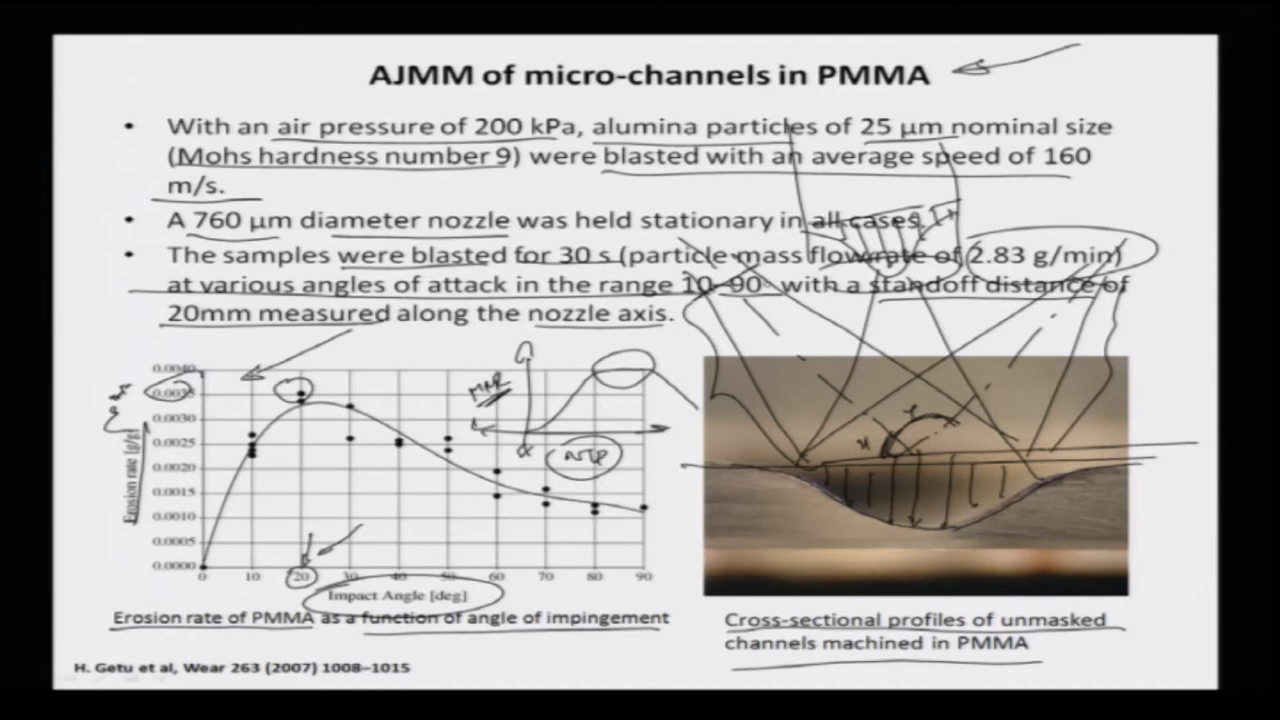 AJMM of micro-channels in PMMA
• With an air pressure of 200 kPa, alumina particles of 25 µm nominal size
(Mohs hardness number 9) were blasted with an average speed of 160
m/s.
• A 760 µm diameter nozzle was held stationary in all cases.
• The samples were blasted for 30 s (particle mass flow rate of 2.83 g/min)
at various angles of attack in the range 10–90° with a standoff distance of
20mm measured along the nozzle axis.
0.0040
0.0035
0.0030
0.0025
0.0020
0.0015
0.0010
0.0005
0.0000
Erosion rate [g/g]
MRR
NTD
0 10 20 30 40 50 60 70 80 90
Impact Angle [deg]
Erosion rate of PMMA as a function of angle of impingement
Cross-sectional profiles of unmasked
channels machined in PMMA
H. Getu et al, Wear 263 (2007) 1008–1015